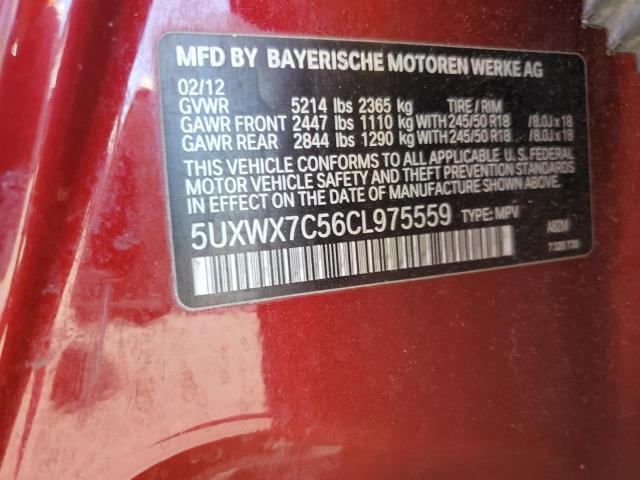 MFD BY BAYERISCHE MOTOREN WERKE AG
02/12
GVWR 5214 lbs 2365 kg TIRE / RIM
GAWR FRONT 2447 lbs 1110 kg WITH 245/50 R18 /8.0J x 18
GAWR REAR 2844 lbs 1290 kg WITH 245/50 R18 /8.0J x 18
THIS VEHICLE CONFORMS TO ALL APPLICABLE U.S. FEDERAL
MOTOR VEHICLE SAFETY AND THEFT PREVENTION STANDARDS
IN EFFECT ON THE DATE OF MANUFACTURE SHOWN ABOVE.
5UXWX7C56CL975559 TYPE: MPV
A82M